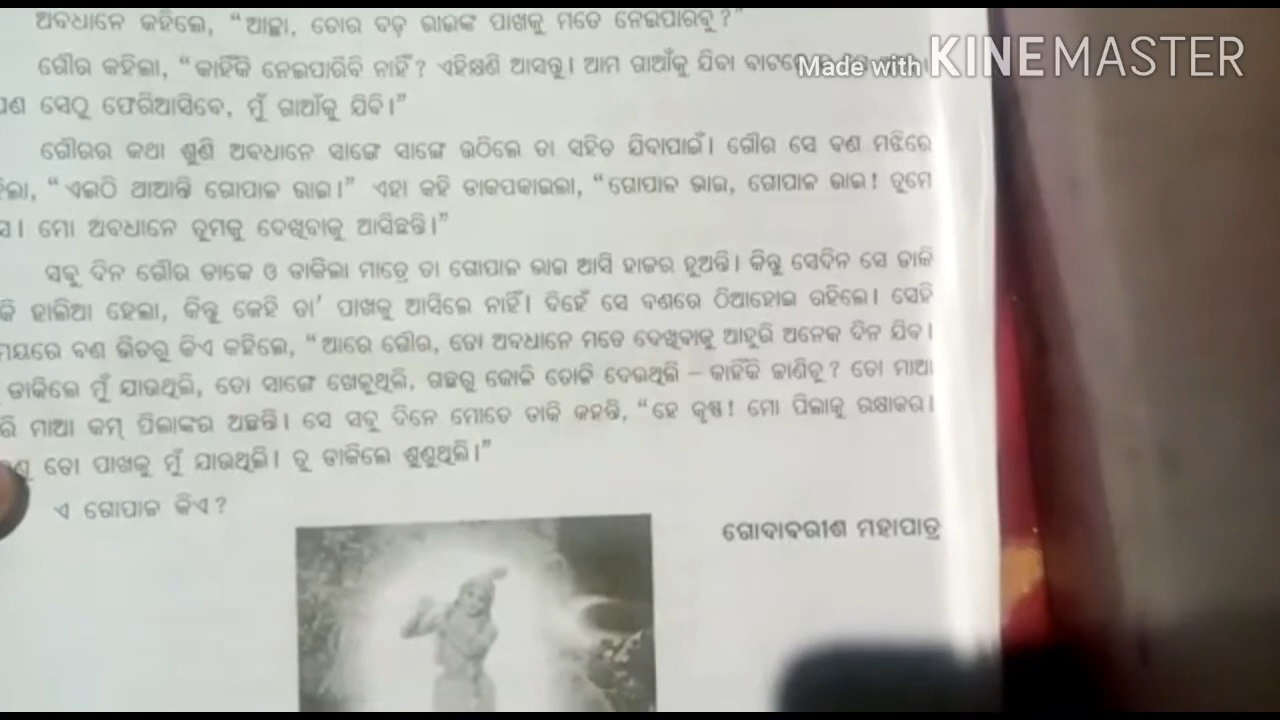 ଅବଧାନେ କହିଲେ, “ଆଚ୍ଛା, ତୋର ବଡ଼ ଭାଇଙ୍କ ପାଖକୁ ମତେ ନେଇପାରବୁ ?”
ଗୌର କହିଲା, “କାହିଁକି ନେଇପାରିବି ନାହିଁ ? ଏହିକ୍ଷଣି ଆସନ୍ତୁ । ଆମ ଗାଆଁକୁ ଯିବା
Made with KINEMASTER
ସେଠୁ ଫେରିଆସିବେ, ମୁଁ ଗାଆଁକୁ ଯିବି ।”
ଗୌରର କଥା ଶୁଣି ଅବଧାନେ ସାଙ୍ଗେ ସାଙ୍ଗେ ଉଠିଲେ ତା ସହିତ ଯିବାପାଇଁ । ଗୌର ସେ ବଣ ମଝିରେ
“ଏଇଠି ଥାଆନ୍ତି ଗୋପାଳ ଭାଇ !” ଏହା କହି ଡାକପକାଇଲା, “ଗୋପାଳ ଭାଇ, ଗୋପାଳ ଭାଇ ! ତୁମେ
ମୋ ଅବଧାନେ ତୁମକୁ ଦେଖିବାକୁ ଆସିଛନ୍ତି ।”
ସବୁ ଦିନ ଗୌର ଡାକେ ଓ ଡାକିଲା ମାତ୍ରେ ତା ଗୋପାଳ ଭାଇ ଆସି ହାଜର ହୁଅନ୍ତି । କିନ୍ତୁ ସେଦିନ ସେ ଡାକି
ହାଲିଆ ହେଲା, କିନ୍ତୁ କେହି ତା’ ପାଖକୁ ଆସିଲେ ନାହିଁ । ଦିହେଁ ସେ ବଣରେ ଠିଆହୋଇ ରହିଲେ । ସେହି
ବଣ ଭିତରୁ କିଏ କହିଲେ, “ଆରେ ଗୌର, ତୋ ଅବଧାନେ ମତେ ଦେଖିବାକୁ ଆହୁରି ଅନେକ ଦିନ ଯିବ ।
ଡାକିଲେ ମୁଁ ଯାଉଥିଲି, ତୋ ସାଙ୍ଗେ ଖେଳୁଥିଲି, ଗଛରୁ କୋଳି ତୋଳି ଦେଉଥିଲି – କାହିଁକି ଜାଣିଚୁ ? ତୋ ମାଆ
ମାଆ କମ୍ ପିଲାଙ୍କର ଅଛନ୍ତି । ସେ ସବୁ ଦିନେ ମୋତେ ଡାକି କହନ୍ତି, “ହେ କୃଷ୍ଣ ! ମୋ ପିଲାକୁ ରକ୍ଷାକର ।
ତୋ ପାଖକୁ ମୁଁ ଯାଉଥିଲି । ତୁ ଡାକିଲେ ଶୁଣୁଥିଲି ।”
ଏ ଗୋପାଳ କିଏ ?
ଗୋଦାବରୀଶ ମହାପାତ୍ର